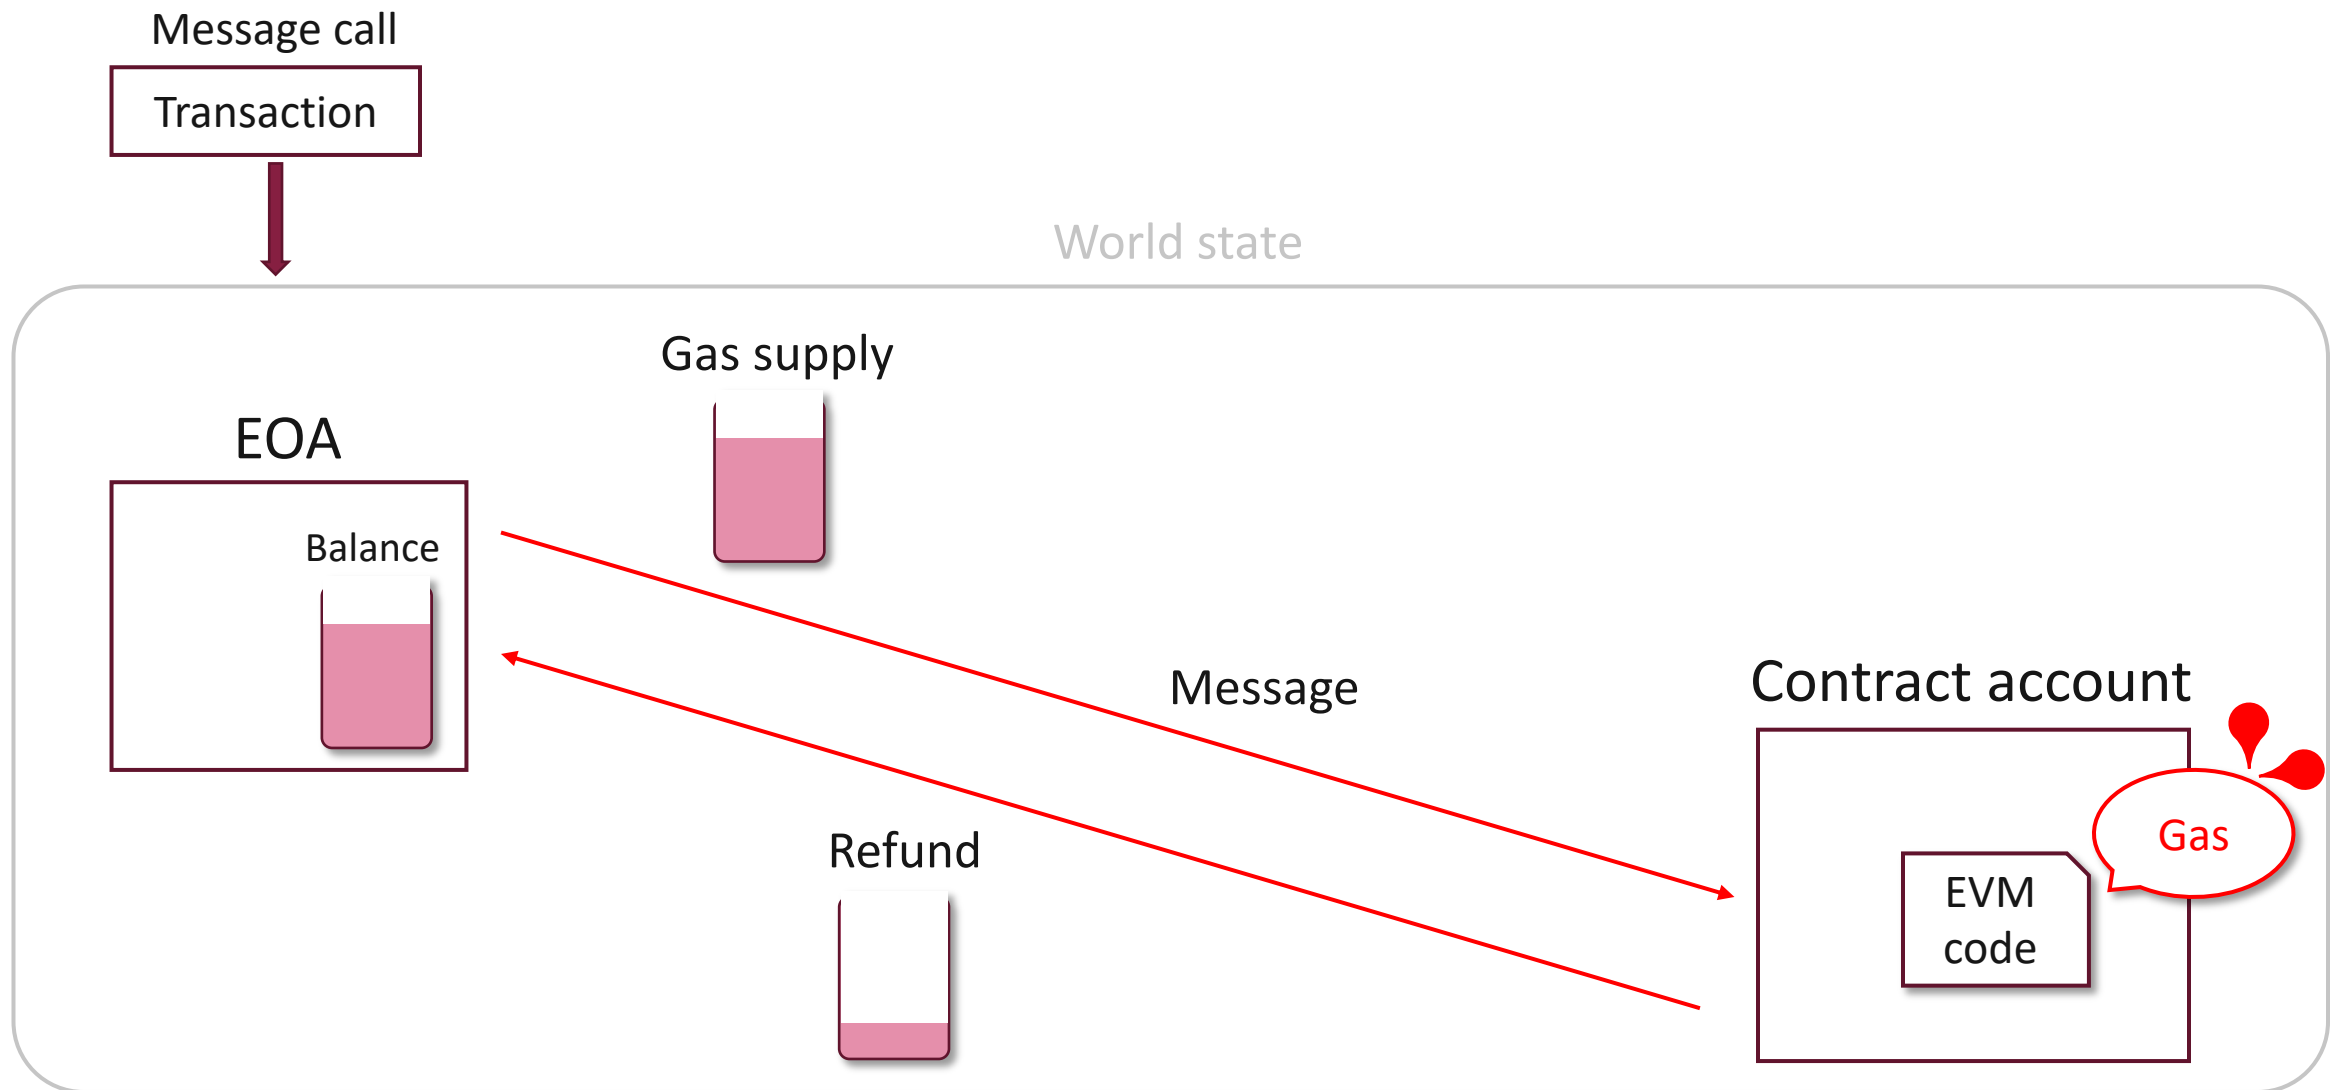 Message call
Transaction
World state
Gas supply
EOA
Balance
Message
Contract account
Gas
Refund
EVM
code